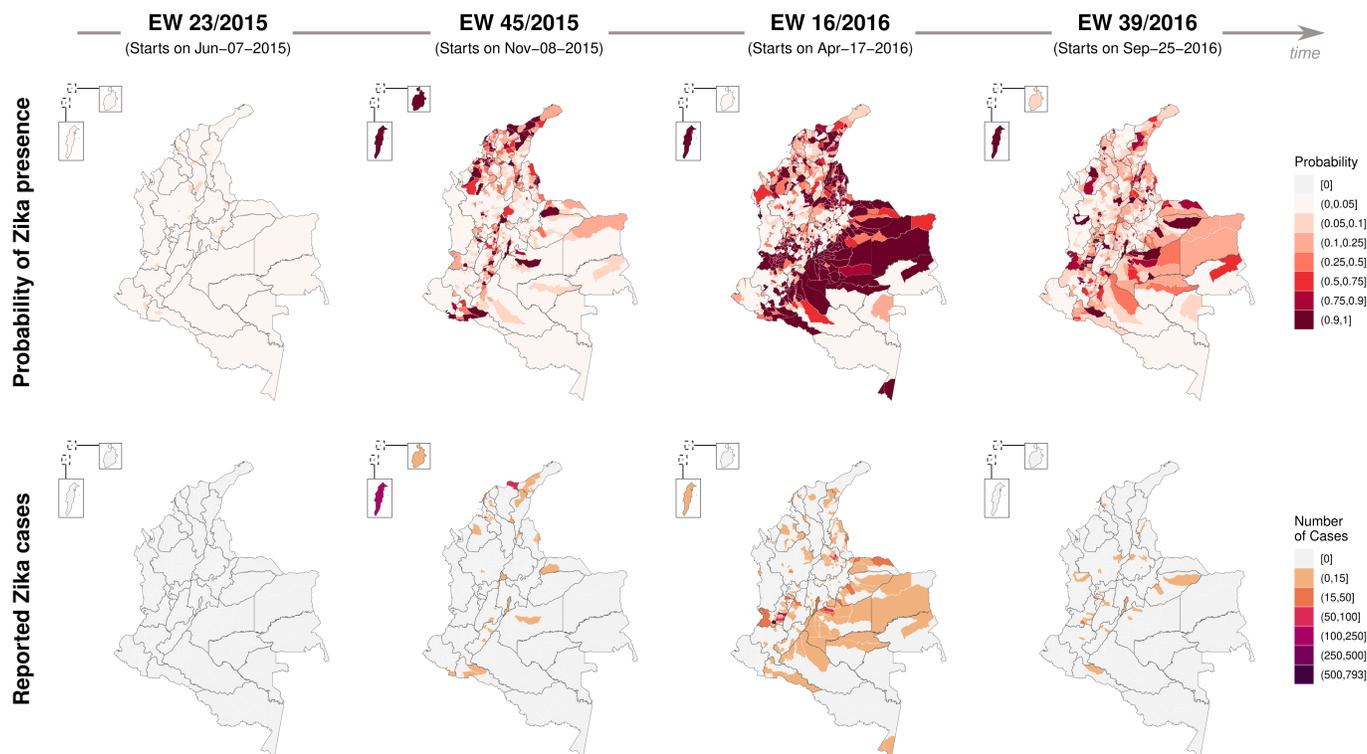 EW 23/2015
(Starts on Jun−07−2015)
EW 45/2015
(Starts on Nov−08−2015)
EW 16/2016
(Starts on Apr−17−2016)
EW 39/2016
(Starts on Sep−25−2016)
time
Probability of Zika presence
Probability
[0]
(0,0.05]
(0.05,0.1]
(0.1,0.25]
(0.25,0.5]
(0.5,0.75]
(0.75,0.9]
(0.9,1]
Reported Zika cases
Number
of Cases
[0]
(0,15]
(15,50]
(50,100]
(100,250]
(250,500]
(500,793]